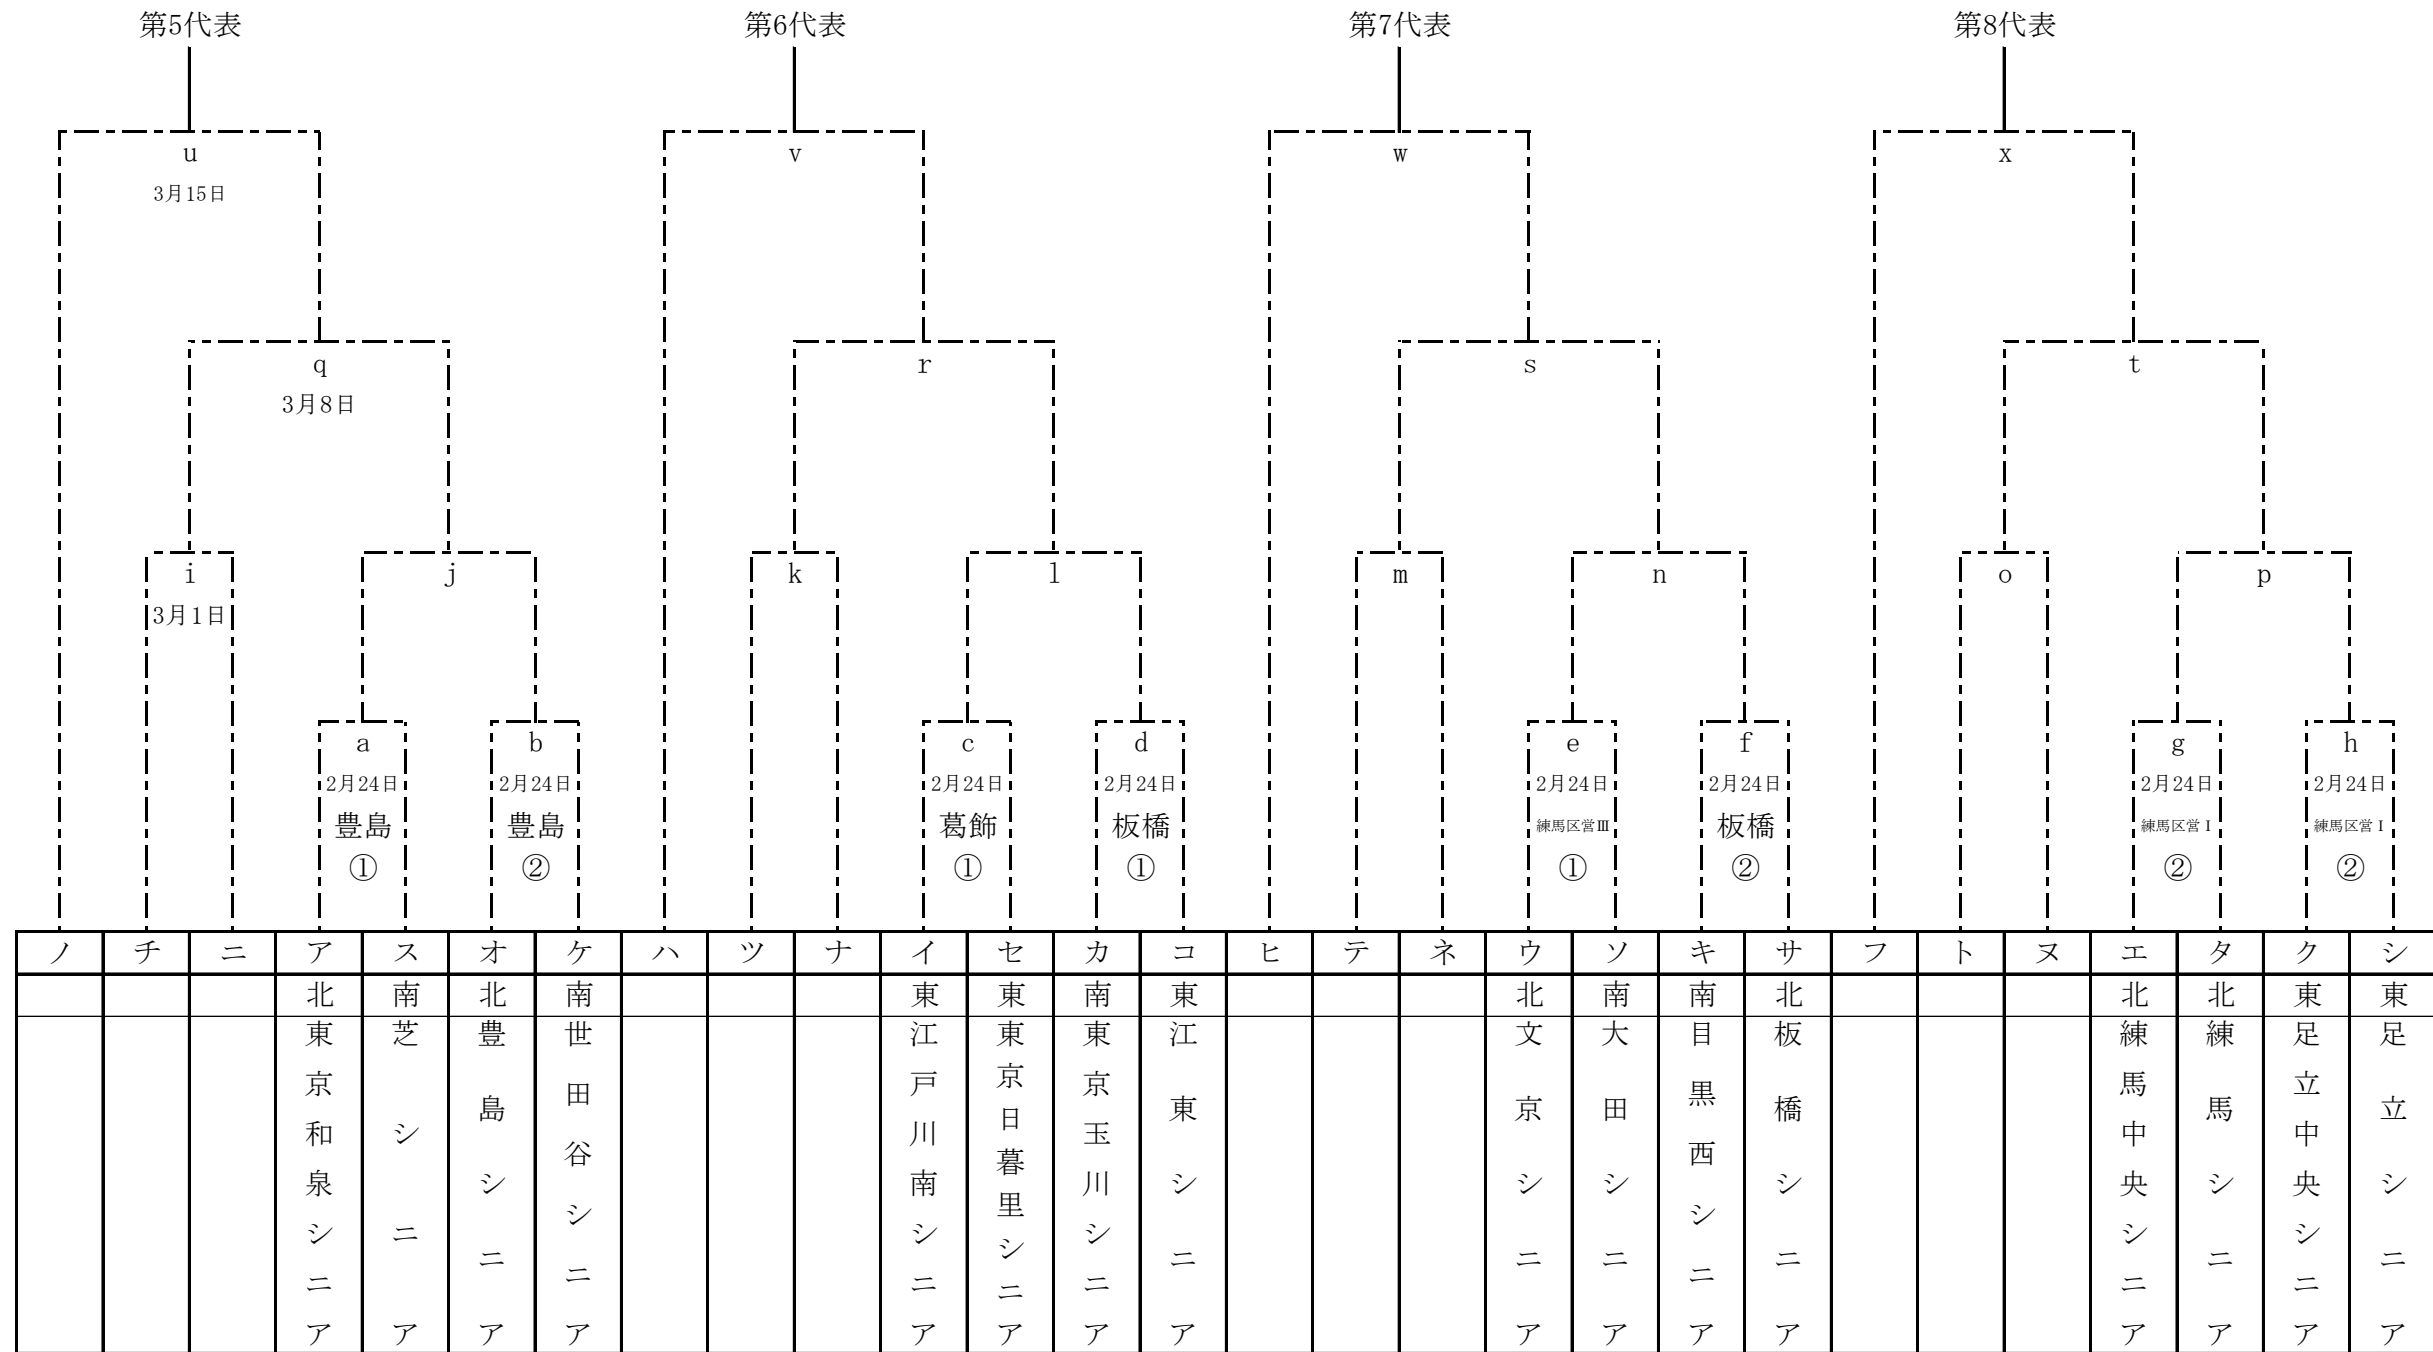 第5代表 第6代表 第7代表 第8代表
u v w x
3月15日
q r s t
3月8日
i j k l m n o p
3月1日
a b c d e f g h
2月24日 2月24日 2月24日 2月24日 2月24日 2月24日 2月24日 2月24日
豊島 豊島 葛飾 板橋 練馬区営Ⅲ 板橋 練馬区営Ⅰ 練馬区営Ⅰ
① ② ① ① ① ② ② ②
ノ チ ニ ア ス オ ケ ハ ツ ナ イ セ カ コ ヒ テ ネ ウ ソ キ サ フ ト ヌ エ タ ク シ
北 南 北 南 東 東 南 東 北 南 南 北 北 北 東 東
東京和泉シニア
芝シニア
豊島シニア
世田谷シニア
江戸川南シニア
東京日暮里シニア
東京玉川シニア
江東シニア
文京シニア
大田シニア
目黒西シニア
板橋シニア
練馬中央シニア
練馬シニア
足立中央シニア
足立シニア